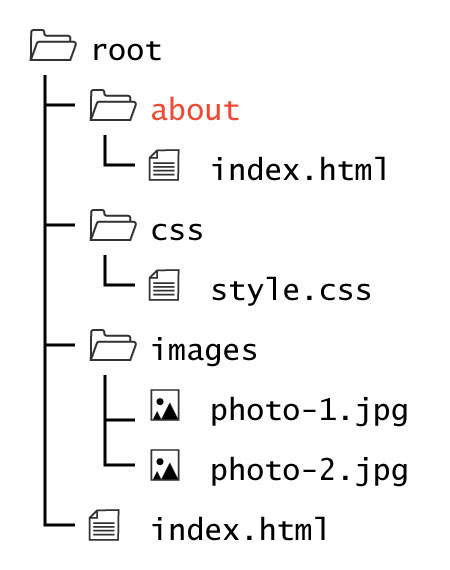 root
about
index.html
css
style.css
images
photo-1.jpg
photo-2.jpg
index.html